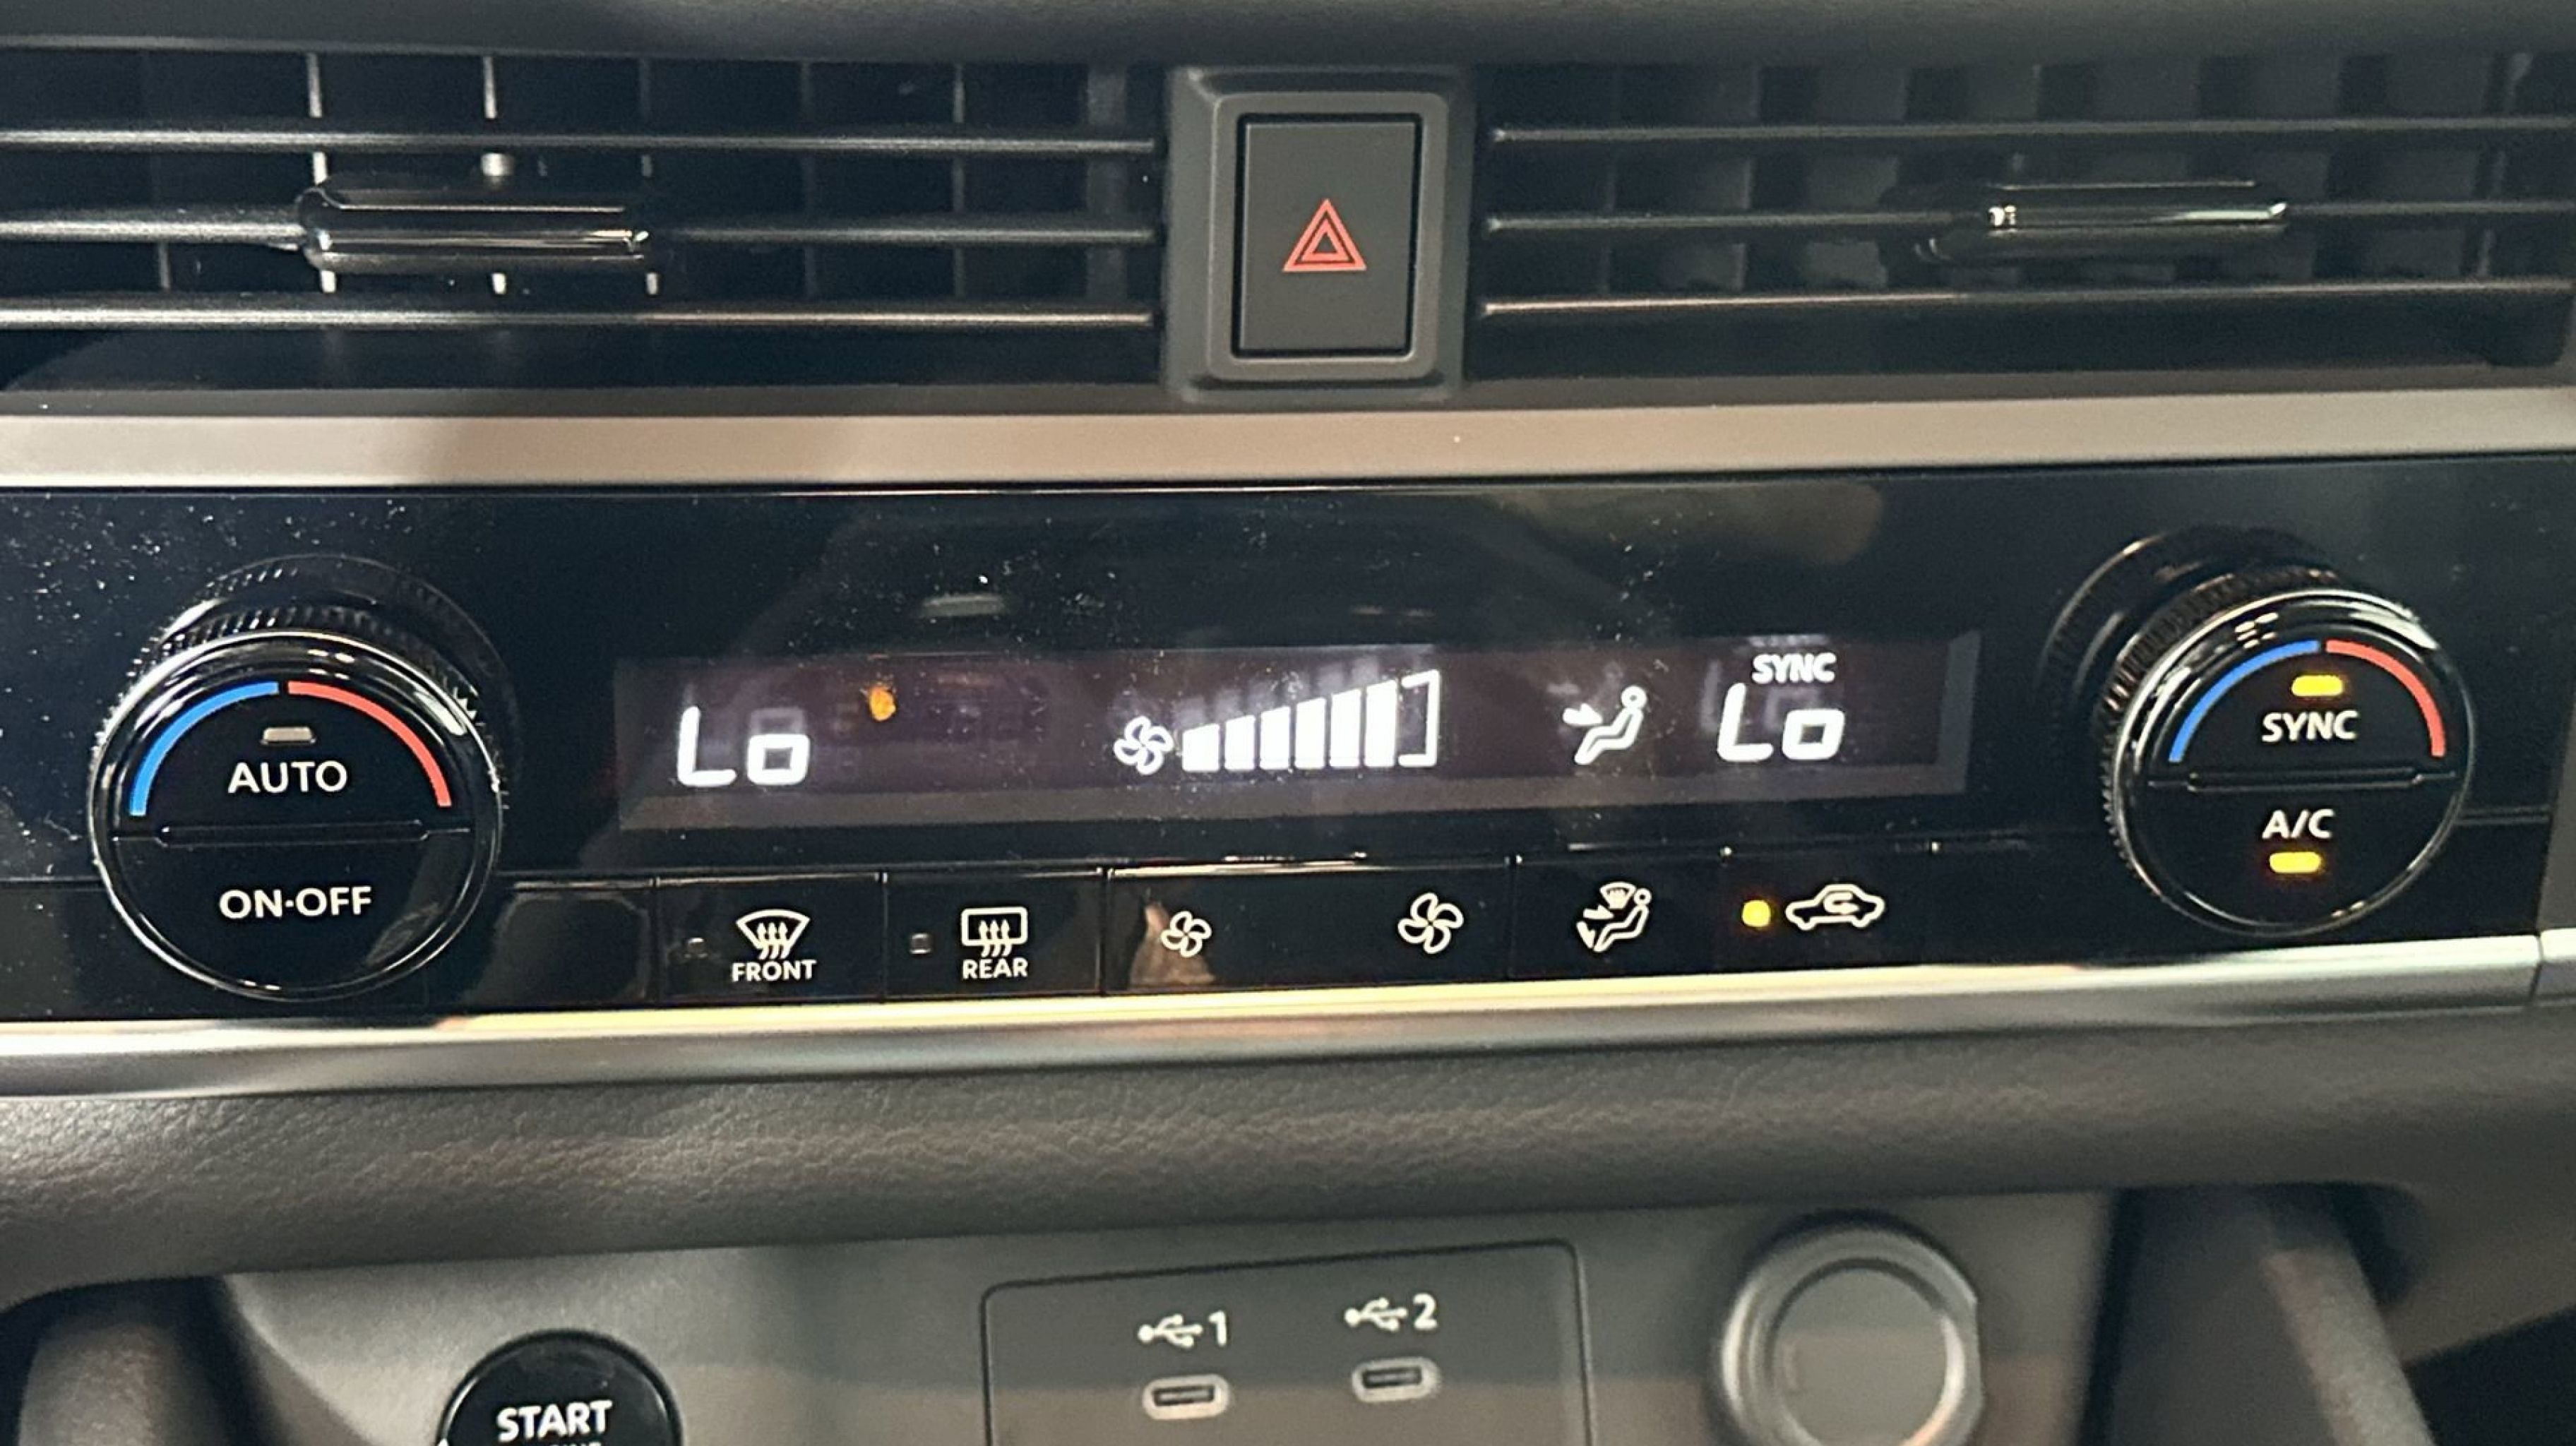 Lo
SYNC
Lo
AUTO
ON·OFF
SYNC
A/C
FRONT
REAR
1
2
START